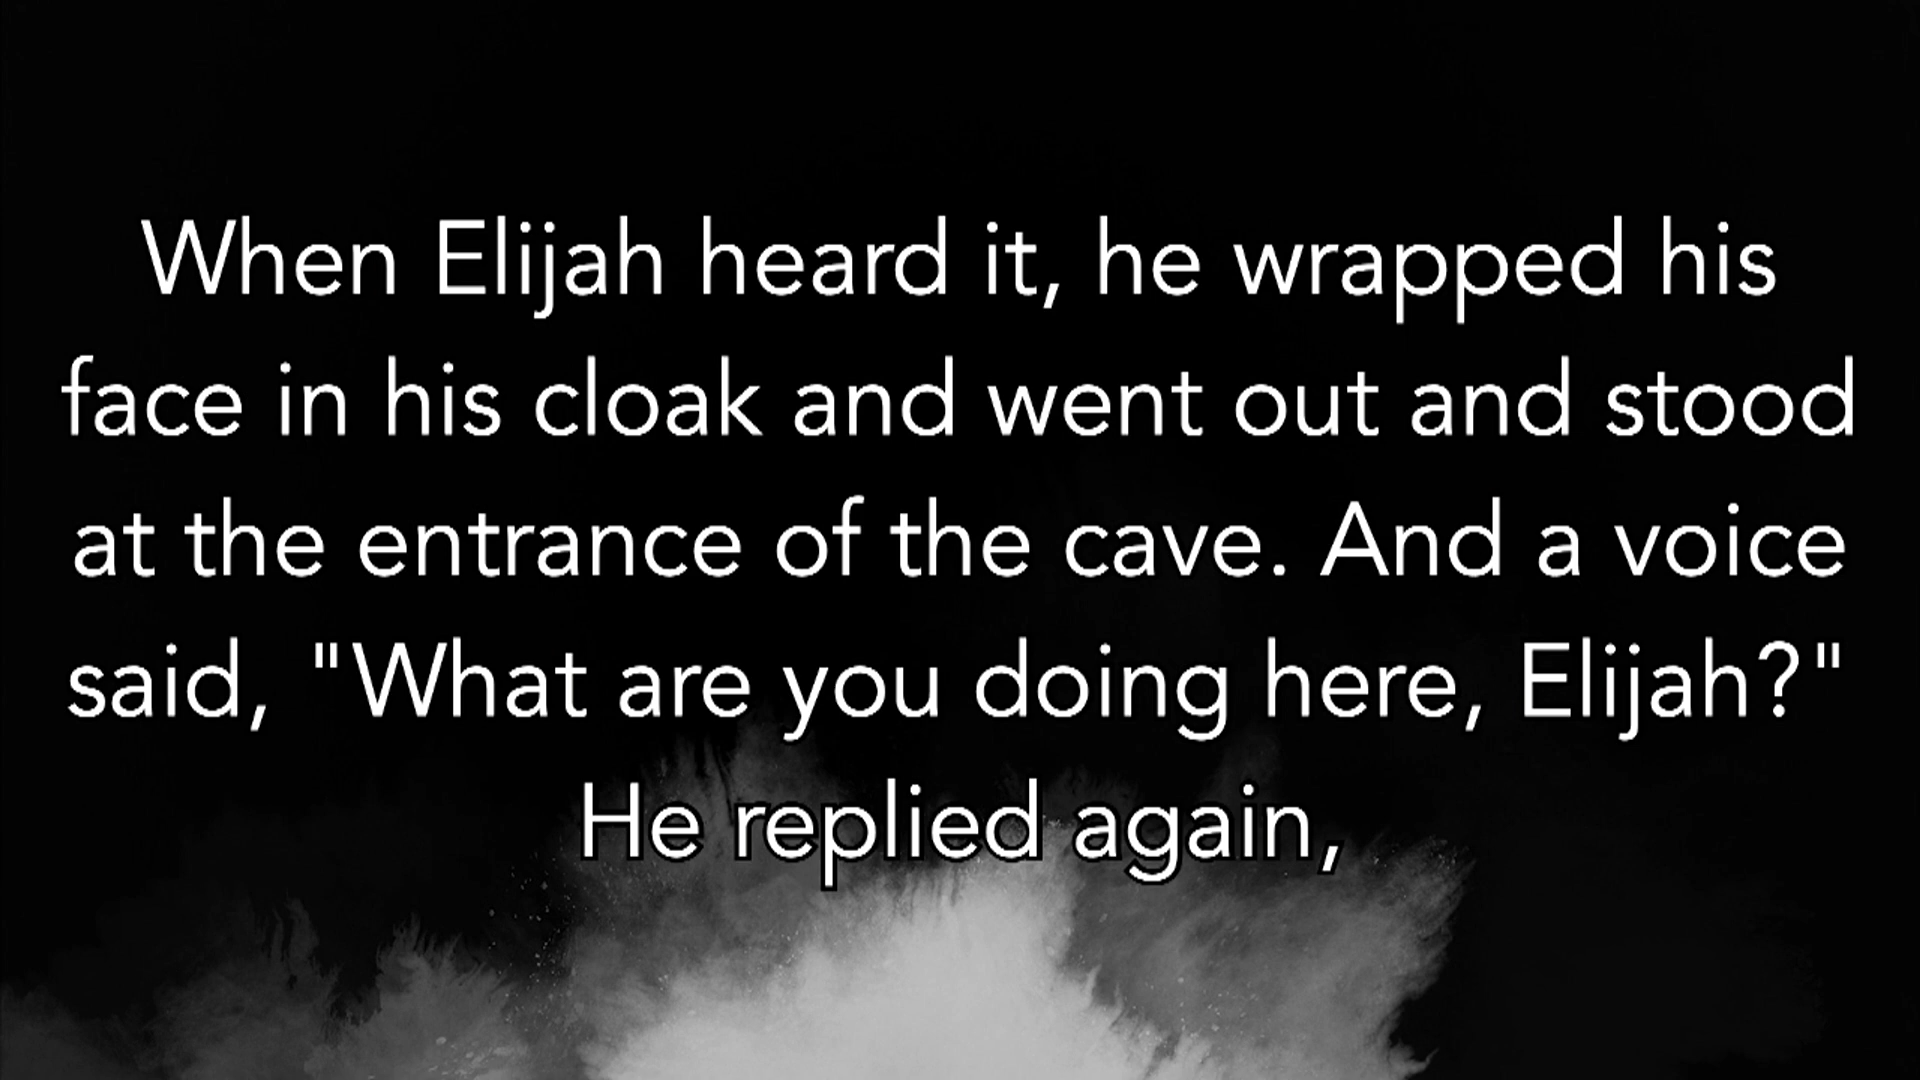 When Elijah heard it, he wrapped his
face in his cloak and went out and stood
at the entrance of the cave. And a voice
said, "What are you doing here, Elijah?"
He replied again,